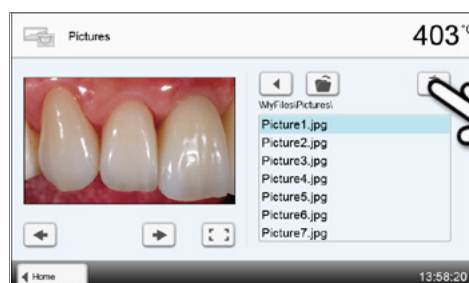 Pictures
403 °C
\MyFiles\Pictures\
Picture1.jpg
Picture2.jpg
Picture3.jpg
Picture4.jpg
Picture5.jpg
Picture6.jpg
Picture7.jpg
Home
13:58:20